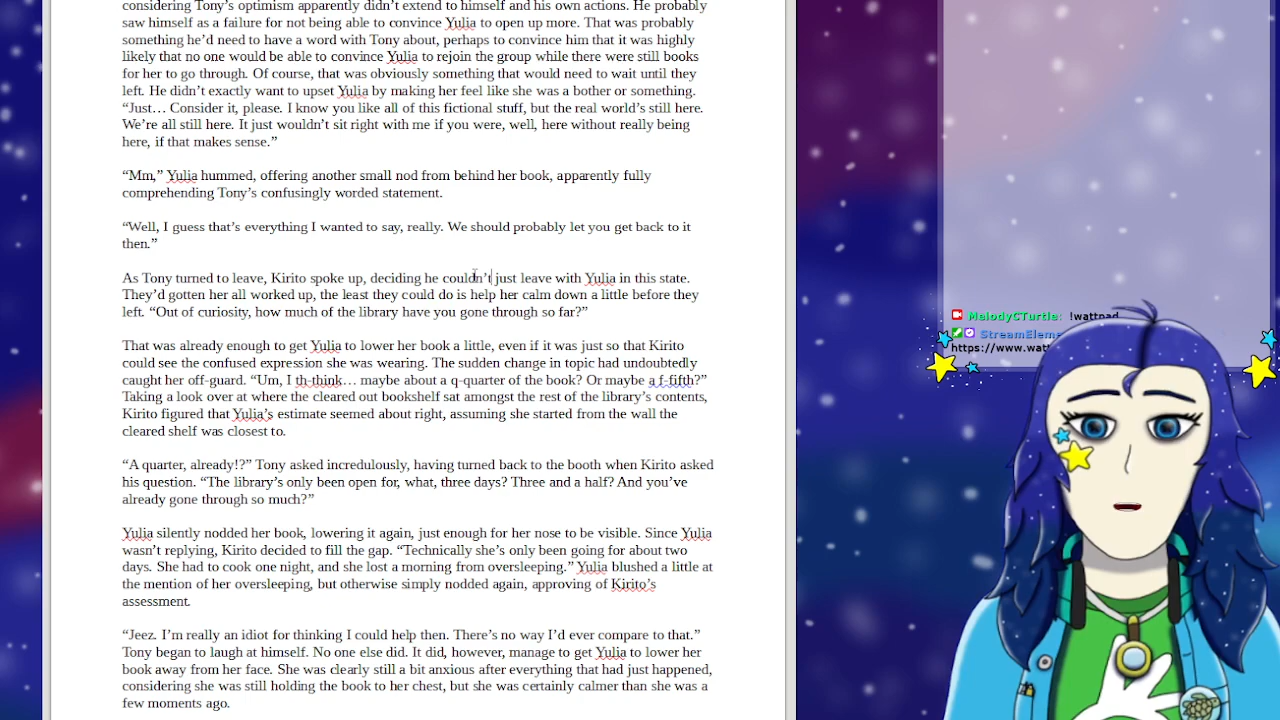 considering Tony’s optimism apparently didn’t extend to himself and his own actions. He probably
saw himself as a failure for not being able to convince Yulia to open up more. That was probably
something he’d need to have a word with Tony about, perhaps to convince him that it was highly
likely that no one would be able to convince Yulia to rejoin the group while there were still books
for her to go through. Of course, that was obviously something that would need to wait until they
left. He didn’t exactly want to upset Yulia by making her feel like she was a bother or something.
“Just… Consider it, please. I know you like all of this fictional stuff, but the real world’s still here.
We’re all still here. It just wouldn’t sit right with me if you were, well, here without really being
here, if that makes sense.”
“Mm,” Yulia hummed, offering another small nod from behind her book, apparently fully
comprehending Tony’s confusingly worded statement.
“Well, I guess that’s everything I wanted to say, really. We should probably let you get back to it
then.”
As Tony turned to leave, Kirito spoke up, deciding he couldn’t just leave with Yulia in this state.
They’d gotten her all worked up, the least they could do is help her calm down a little before they
left. “Out of curiosity, how much of the library have you gone through so far?”
That was already enough to get Yulia to lower her book a little, even if it was just so that Kirito
could see the confused expression she was wearing. The sudden change in topic had undoubtedly
caught her off-guard. “Um, I th-think… maybe about a q-quarter of the book? Or maybe a f-fifth?”
Taking a look over at where the cleared out bookshelf sat amongst the rest of the library’s contents,
Kirito figured that Yulia’s estimate seemed about right, assuming she started from the wall the
cleared shelf was closest to.
“A quarter, already!?” Tony asked incredulously, having turned back to the booth when Kirito asked
his question. “The library’s only been open for, what, three days? Three and a half? And you’ve
already gone through so much?”
Yulia silently nodded her book, lowering it again, just enough for her nose to be visible. Since Yulia
wasn’t replying, Kirito decided to fill the gap. “Technically she’s only been going for about two
days. She had to cook one night, and she lost a morning from oversleeping.” Yulia blushed a little at
the mention of her oversleeping, but otherwise simply nodded again, approving of Kirito’s
assessment.
“Jeez. I’m really an idiot for thinking I could help then. There’s no way I’d ever compare to that.”
Tony began to laugh at himself. No one else did. It did, however, manage to get Yulia to lower her
book away from her face. She was clearly still a bit anxious after everything that had just happened,
considering she was still holding the book to her chest, but she was certainly calmer than she was a
few moments ago.
MelodyCTurtle: !wattpad
StreamEleme
https://www.wat